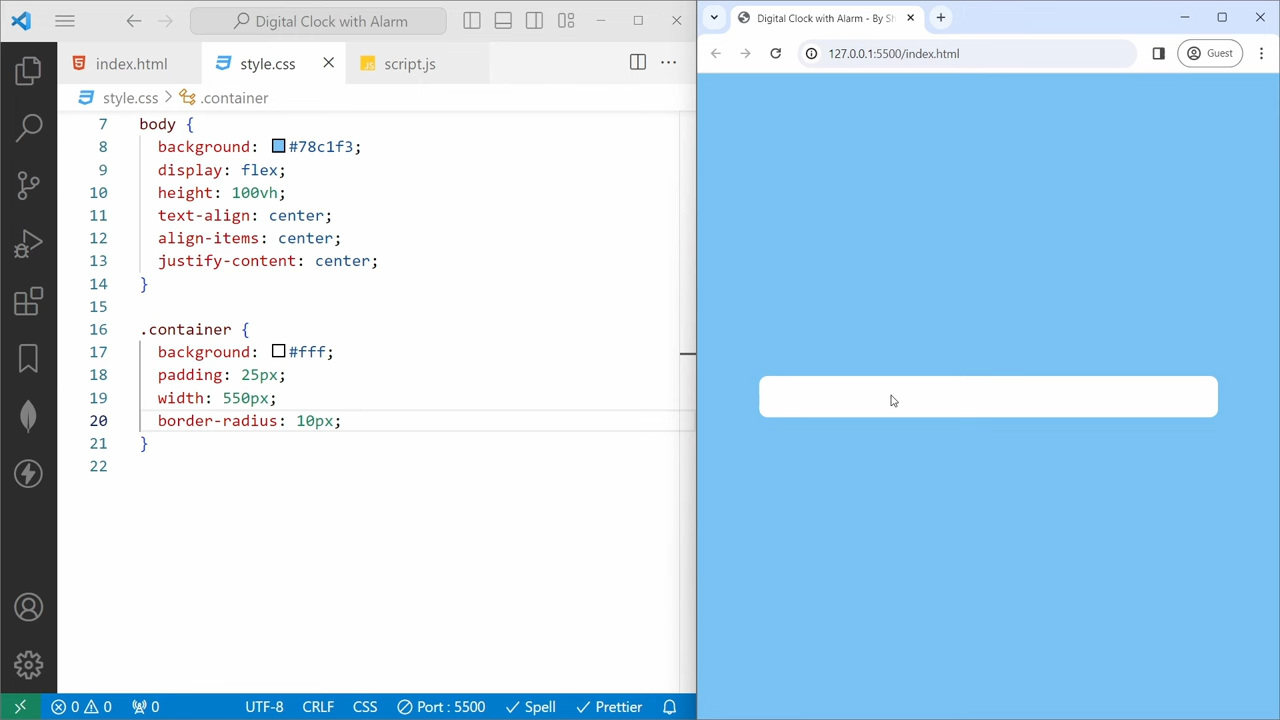 Digital Clock with Alarm
index.html
style.css
script.js
style.css > .container
7 body {
8 background: #78c1f3;
9 display: flex;
10 height: 100vh;
11 text-align: center;
12 align-items: center;
13 justify-content: center;
14 }
15
16 .container {
17 background: #fff;
18 padding: 25px;
19 width: 550px;
20 border-radius: 10px;
21 }
22
0 0 0 UTF-8 CRLF CSS Port : 5500 Spell Prettier
Digital Clock with Alarm - By Sh
127.0.0.1:5500/index.html
Guest